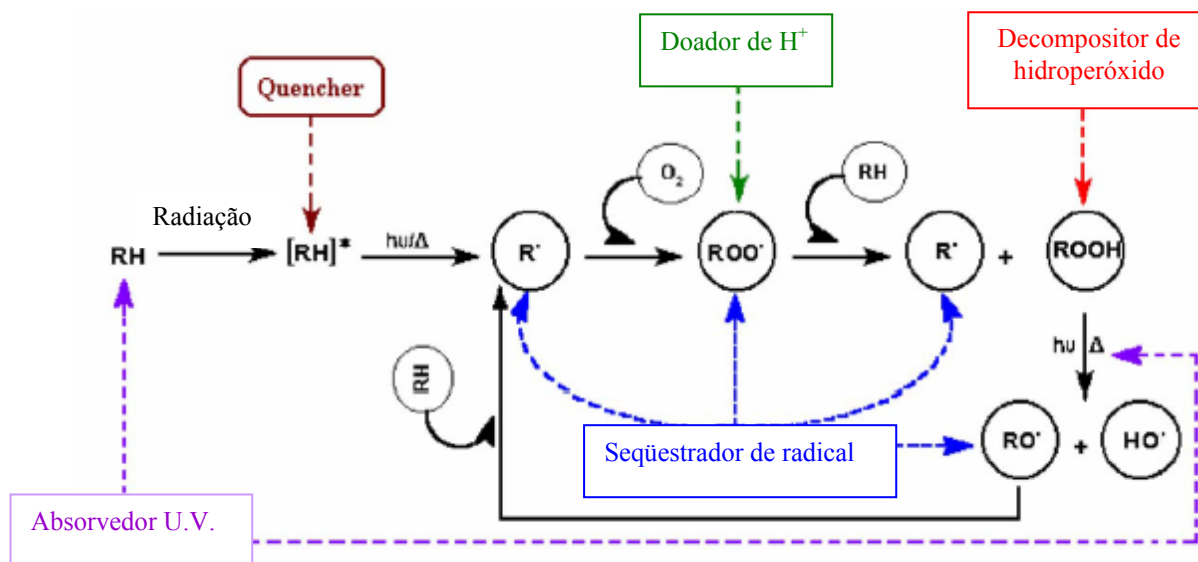 Doador de H⁺
Decompositor de
hidroperóxido
Quencher
O₂
RH
Radiação
RH
[RH]*
hυ/Δ
R·
ROO·
R·
+
ROOH
hυ
Δ
RH
Seqüestrador de radical
RO·
+
HO·
Absorvedor U.V.